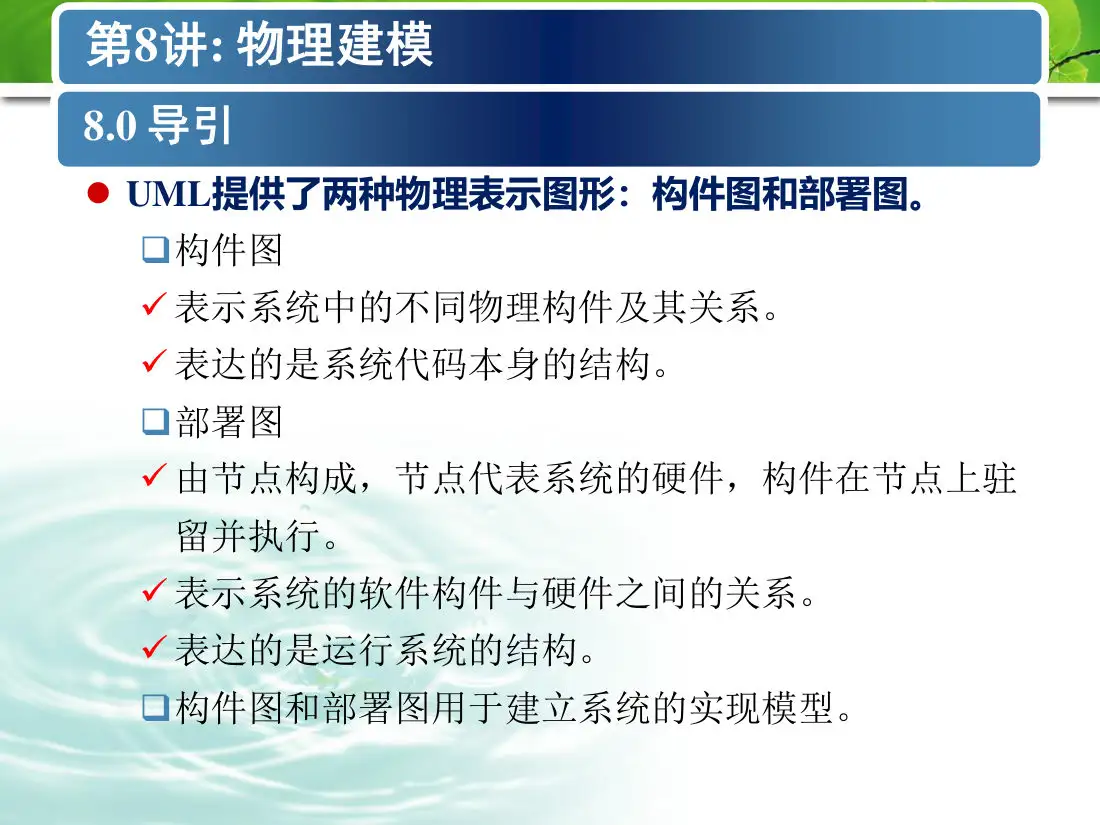 第8讲: 物理建模
8.0 导引
UML提供了两种物理表示图形：构件图和部署图。
构件图
表示系统中的不同物理构件及其关系。
表达的是系统代码本身的结构。
部署图
由节点构成，节点代表系统的硬件，构件在节点上驻
留并执行。
表示系统的软件构件与硬件之间的关系。
表达的是运行系统的结构。
构件图和部署图用于建立系统的实现模型。